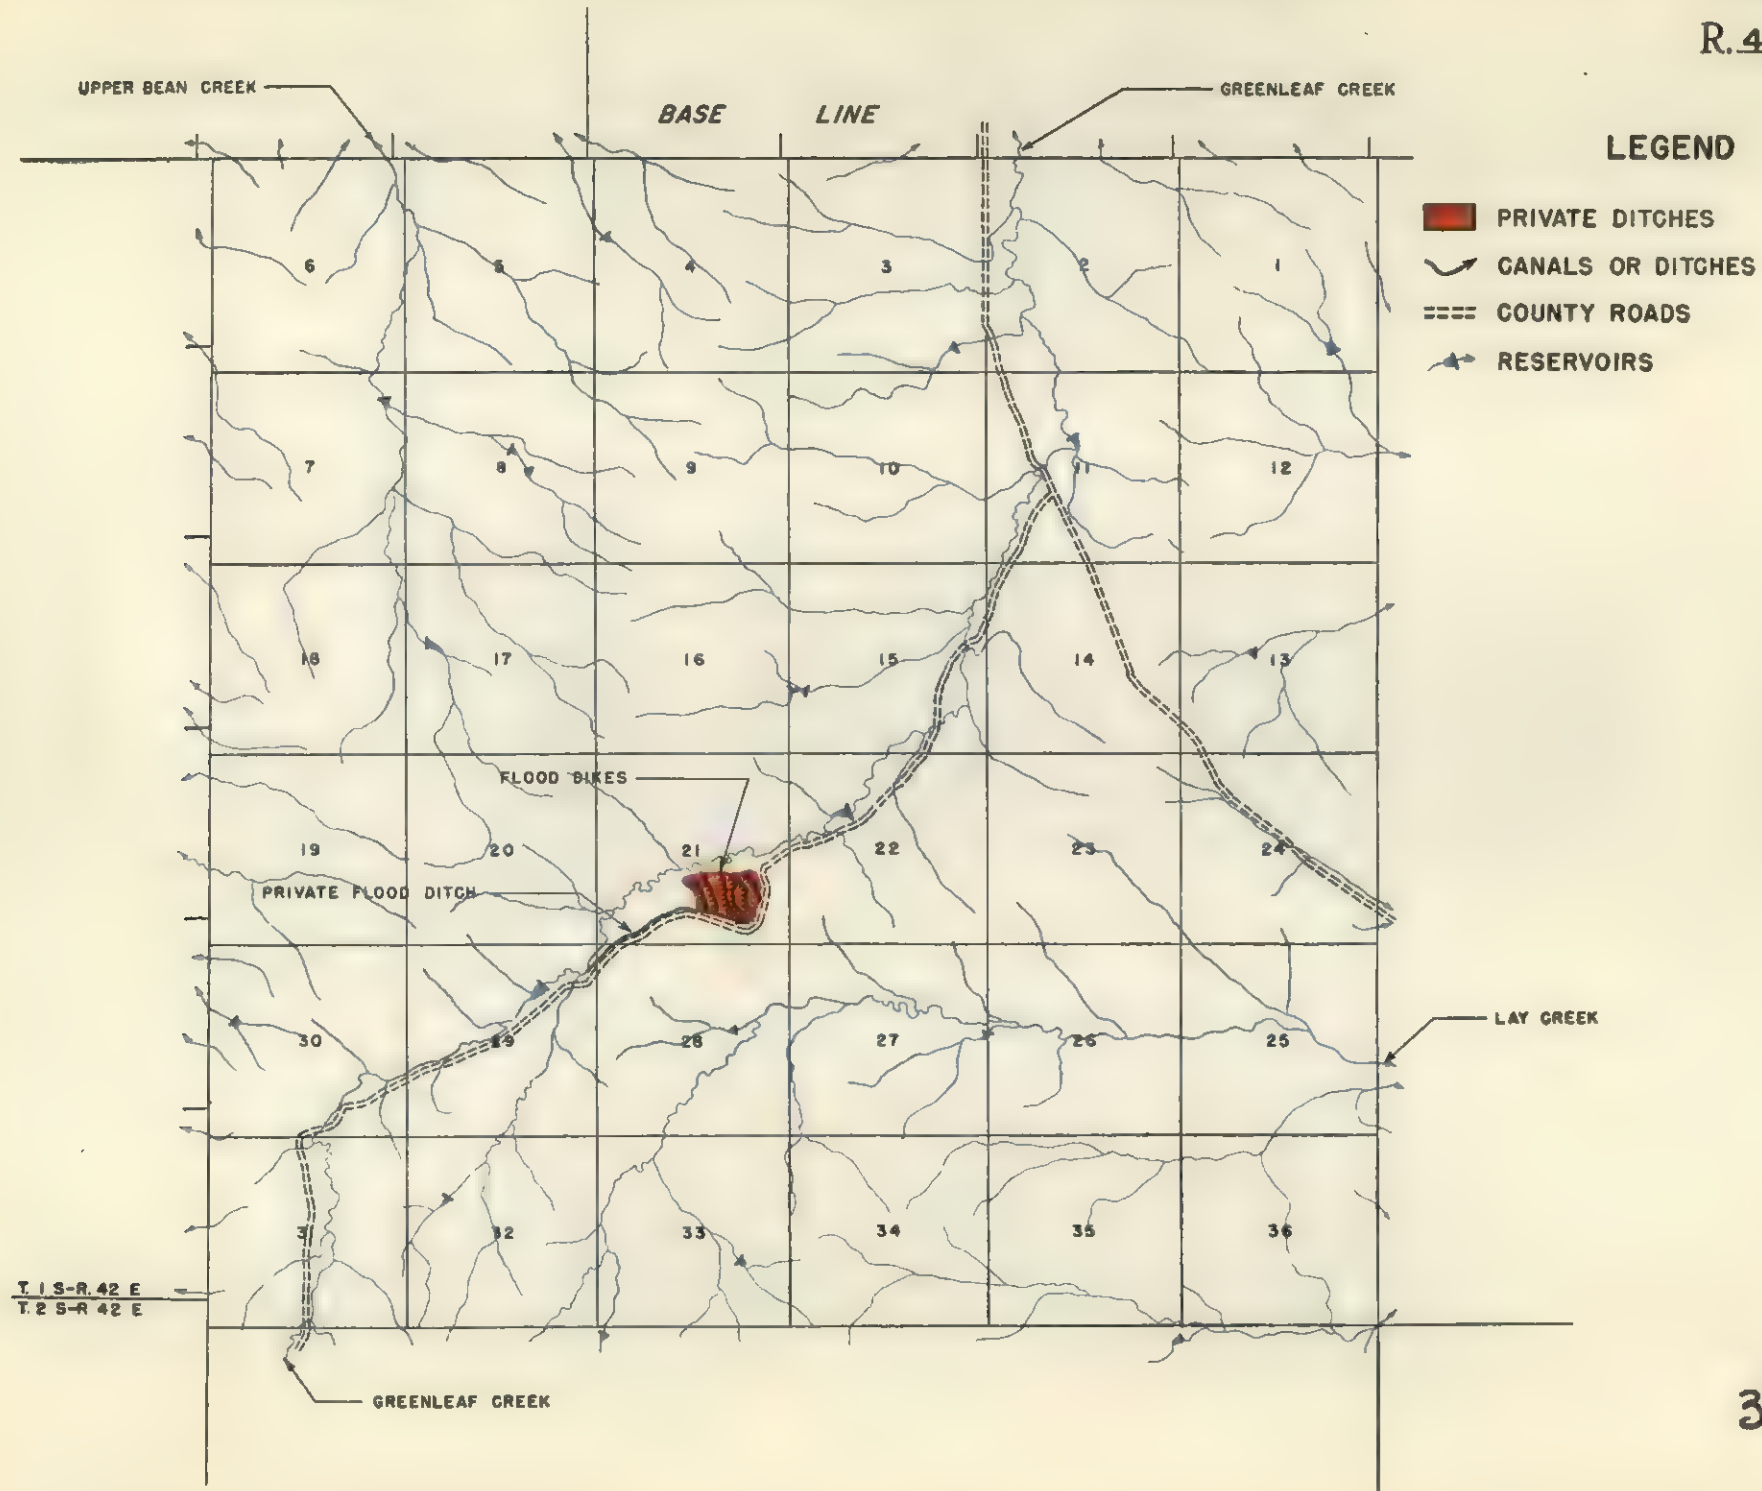 R. 4
UPPER BEAN CREEK
GREENLEAF CREEK
BASE LINE
LEGEND
PRIVATE DITCHES
CANALS OR DITCHES
COUNTY ROADS
RESERVOIRS
6 5 4 3 2 1
7 8 9 10 11 12
18 17 16 15 14 13
FLOOD DIKES
19 20 21 22 23 24
PRIVATE FLOOD DITCH
30 29 28 27 26 25
LAY CREEK
3 32 33 34 35 36
T. 1 S-R. 42 E
T. 2 S-R 42 E
GREENLEAF CREEK
3